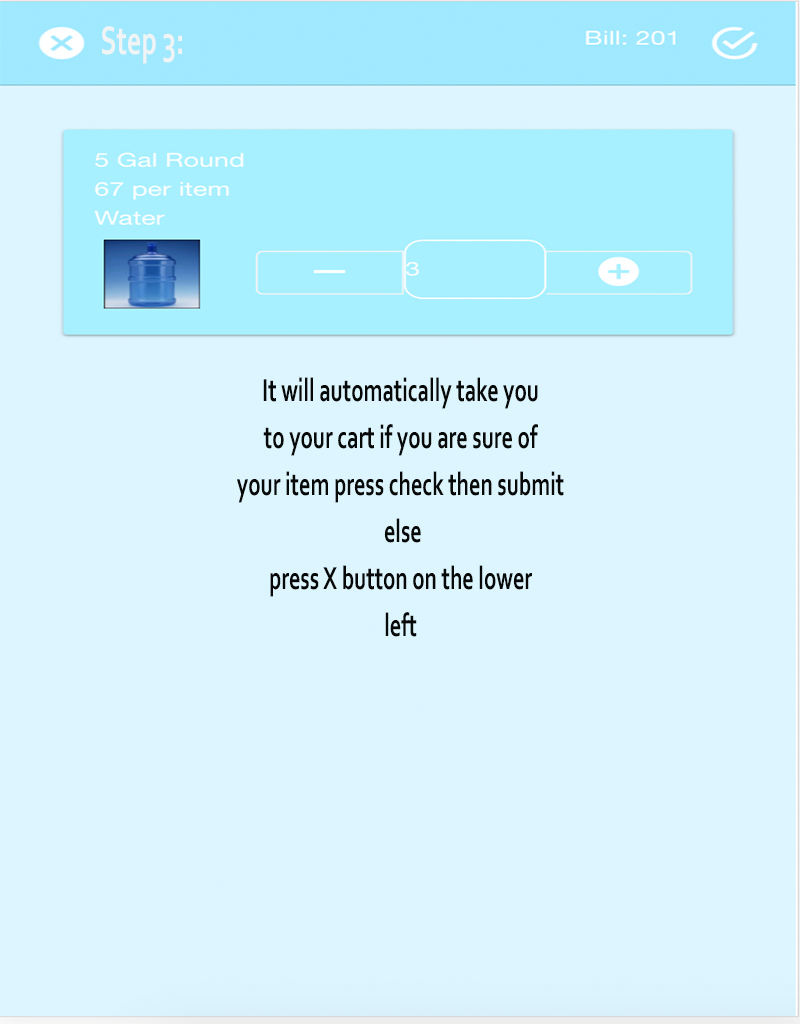 Step 3:
Bill: 201
5 Gal Round
67 per item
Water
3
It will automatically take you
to your cart if you are sure of
your item press check then submit
else
press X button on the lower
left